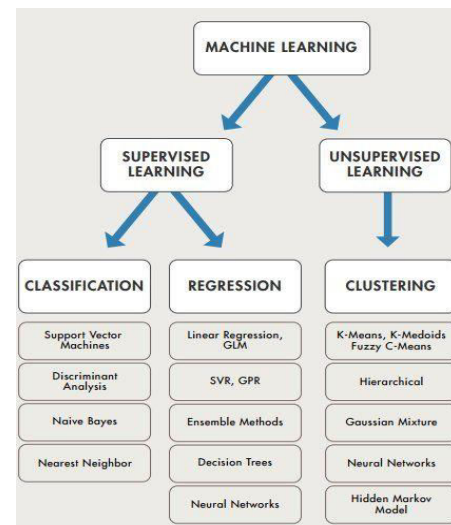 MACHINE LEARNING
SUPERVISED
LEARNING
UNSUPERVISED
LEARNING
CLASSIFICATION
Support Vector
Machines
Discriminant
Analysis
Naive Bayes
Nearest Neighbor
REGRESSION
Linear Regression,
GLM
SVR, GPR
Ensemble Methods
Decision Trees
Neural Networks
CLUSTERING
K-Means, K-Medoids
Fuzzy C-Means
Hierarchical
Gaussian Mixture
Neural Networks
Hidden Markov
Model